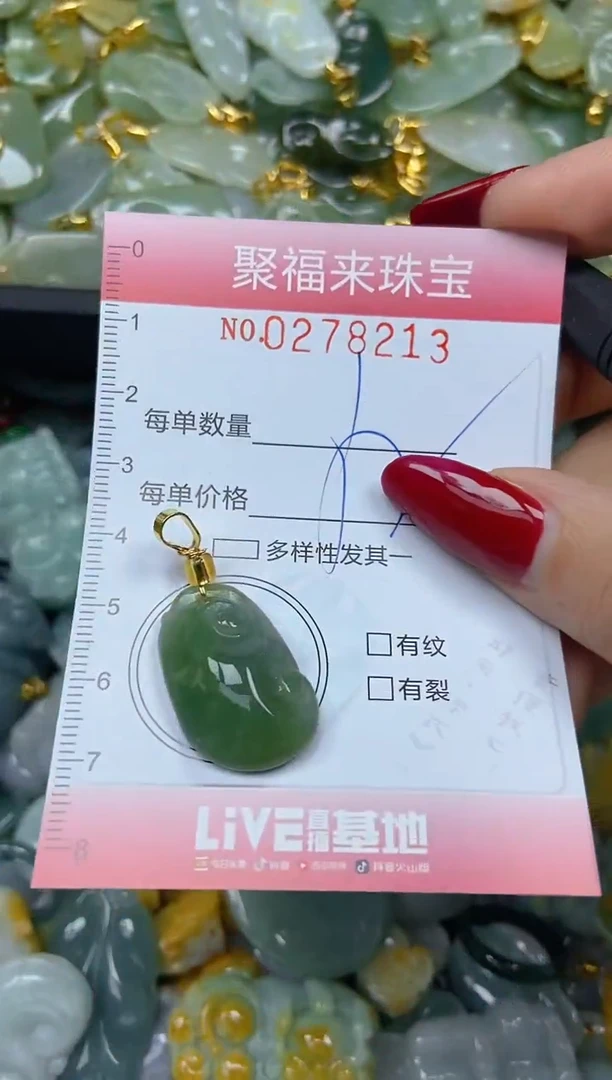 聚福来珠宝
NO.0278213
每单数量
每单价格
多样性发其一
有纹
有裂
LiVE直播基地
抖音火山版
0
1
2
3
4
5
6
7
8